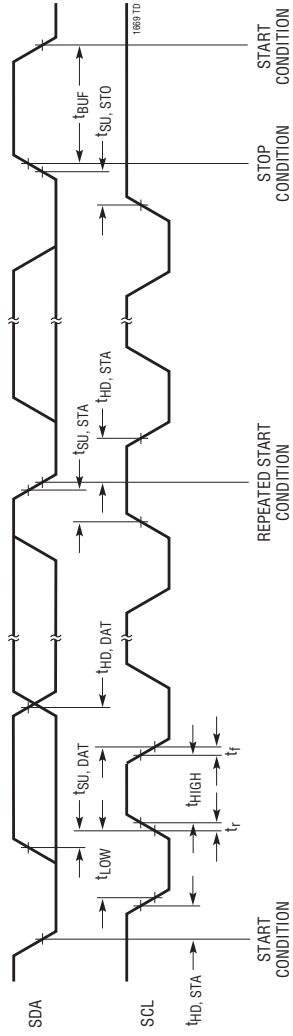 SDA
tSU, DAT
tHD, DAT
tSU, STA
tHD, STA
tBUF
tSU, STO
1669 TD
tLOW
SCL
tHD, STA
tr
tHIGH
tf
START
CONDITION
REPEATED START
CONDITION
STOP
CONDITION
START
CONDITION